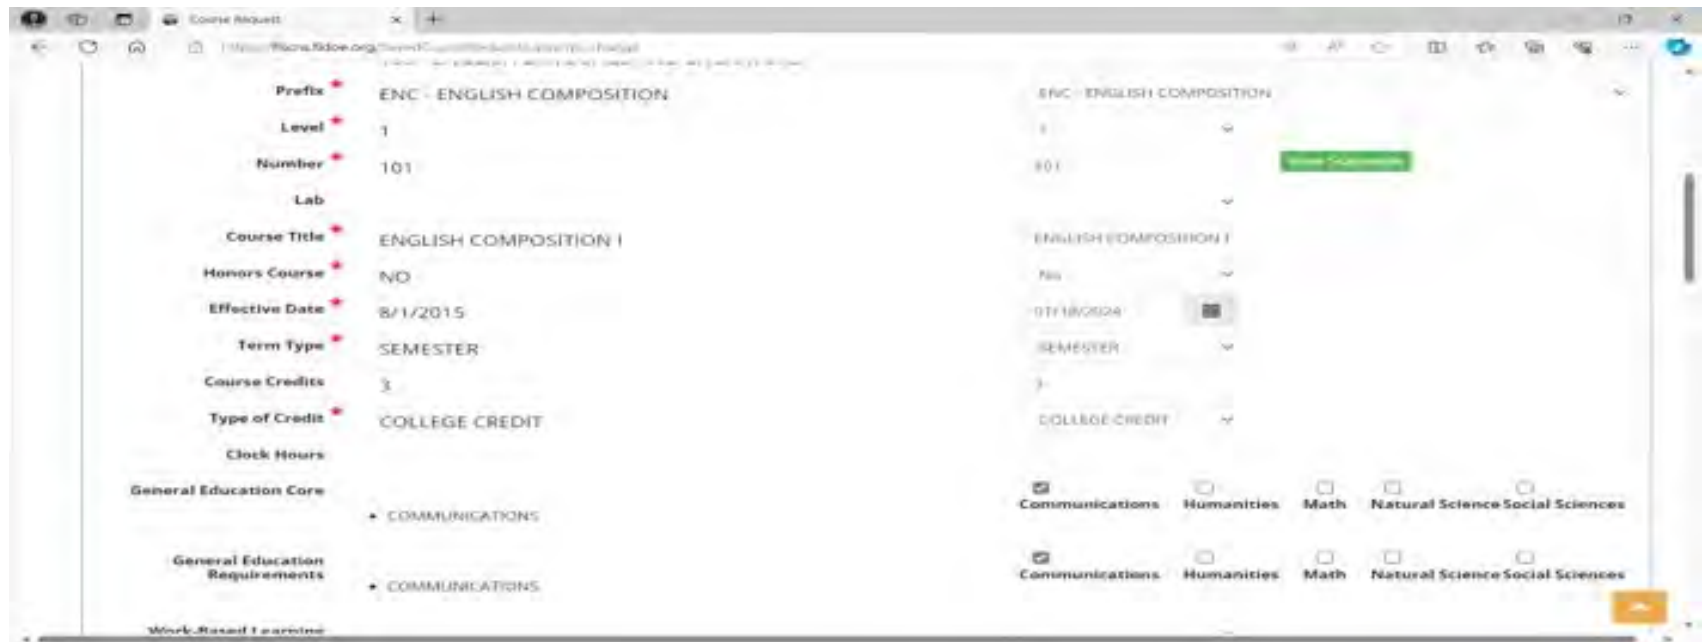 Course Request
flscns.fldoe.org
Prefix * ENC - ENGLISH COMPOSITION ENC - ENGLISH COMPOSITION
Level * 1 1
Number * 101 101
Lab
Course Title * ENGLISH COMPOSITION I ENGLISH COMPOSITION I
Honors Course * NO No
Effective Date * 8/1/2015
Term Type * SEMESTER SEMESTER
Course Credits 3 3
Type of Credit * COLLEGE CREDIT COLLEGE CREDIT
Clock Hours
General Education Core
Communications Humanities Math Natural Science Social Sciences
• COMMUNICATIONS
General Education Requirements
Communications Humanities Math Natural Science Social Sciences
• COMMUNICATIONS
Work-Based Learning